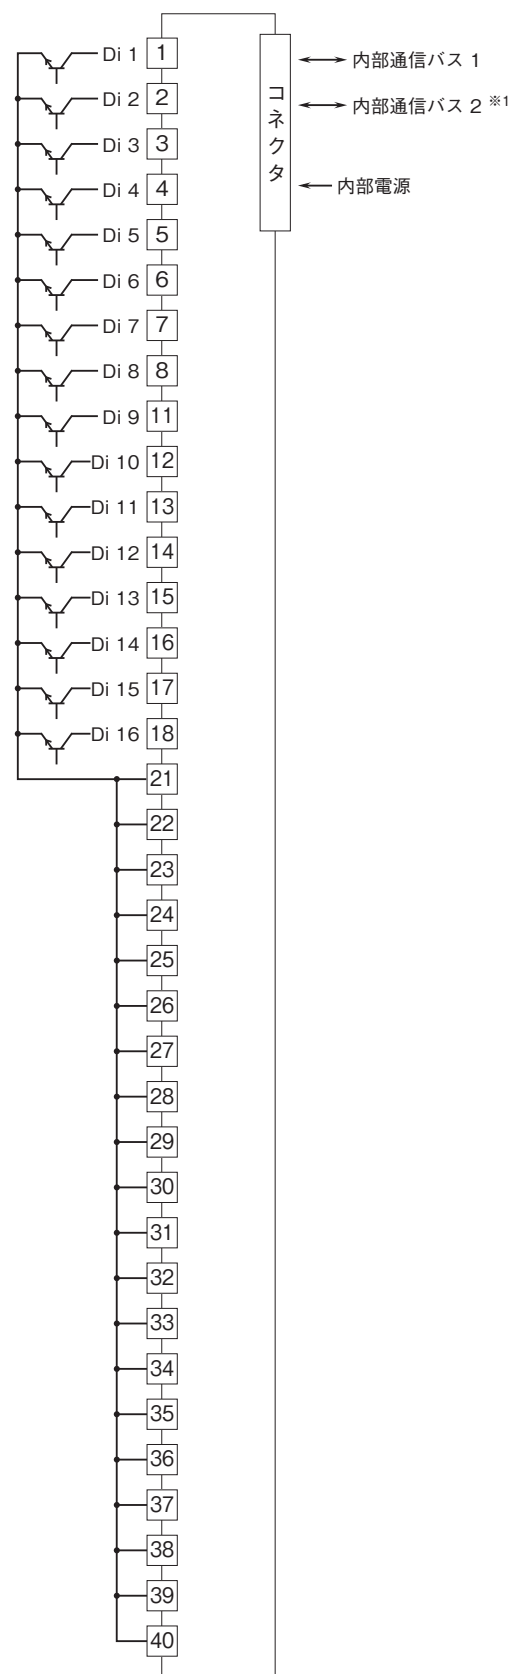 Di 1 1
Di 2 2
Di 3 3
Di 4 4
Di 5 5
Di 6 6
Di 7 7
Di 8 8
Di 9 11
Di 10 12
Di 11 13
Di 12 14
Di 13 15
Di 14 16
Di 15 17
Di 16 18
21
22
23
24
25
26
27
28
29
30
31
32
33
34
35
36
37
38
39
40
コネクタ
内部通信バス 1
内部通信バス 2 ※1
内部電源